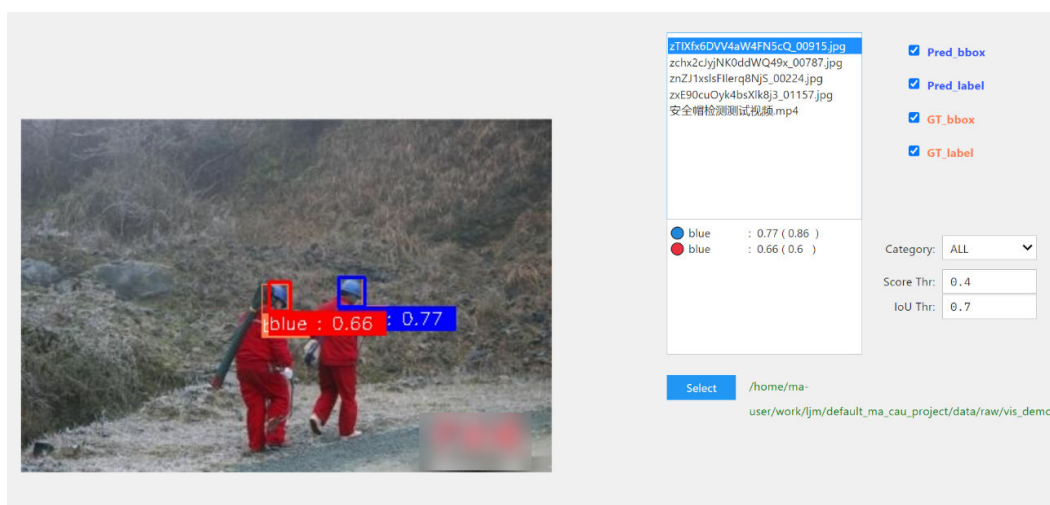 zTIXfx6DVV4aW4FN5cQ_00915.jpg
zchx2cJyjNK0ddWQ49x_00787.jpg
znZJ1xslsFIlerq8NjS_00224.jpg
zxE90cuOyk4bsXlk8j3_01157.jpg
安全帽检测测试视频.mp4
Pred_bbox
Pred_label
GT_bbox
GT_label
blue : 0.66
: 0.77
blue : 0.77 ( 0.86 )
blue : 0.66 ( 0.6 )
Category: ALL
Score Thr: 0.4
IoU Thr: 0.7
Select
/home/ma-
user/work/ljm/default_ma_cau_project/data/raw/vis_demo